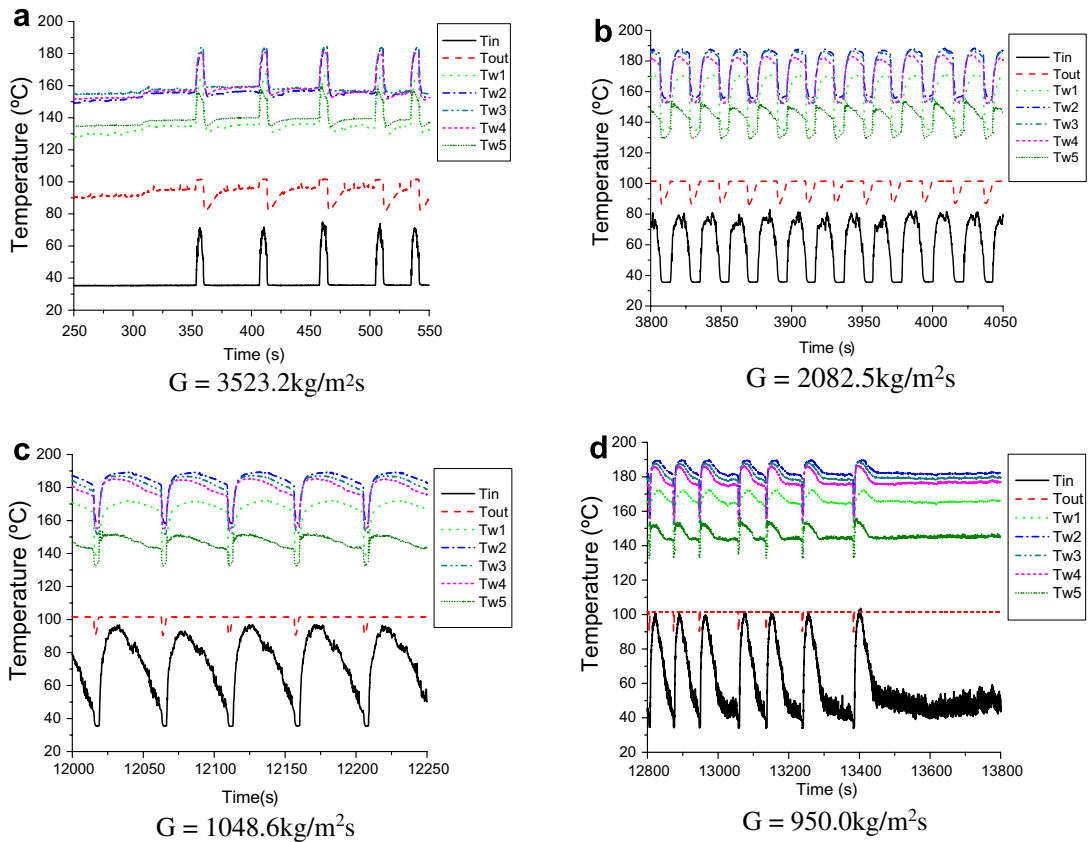 a
200
180
160
140
120
100
80
60
40
20
Temperature (ºC)
250 300 350 400 450 500 550
Time (s)
Tin
Tout
Tw1
Tw2
Tw3
Tw4
Tw5
G = 3523.2kg/m²s
b
200
180
160
140
120
100
80
60
40
20
Temperature (ºC)
3800 3850 3900 3950 4000 4050
Time (s)
Tin
Tout
Tw1
Tw2
Tw3
Tw4
Tw5
G = 2082.5kg/m²s
c
200
180
160
140
120
100
80
60
40
20
Temperature (ºC)
12000 12050 12100 12150 12200 12250
Time(s)
Tin
Tout
Tw1
Tw2
Tw3
Tw4
Tw5
G = 1048.6kg/m²s
d
200
180
160
140
120
100
80
60
40
20
Temperature (ºC)
12800 13000 13200 13400 13600 13800
Time (s)
Tin
Tout
Tw1
Tw2
Tw3
Tw4
Tw5
G = 950.0kg/m²s